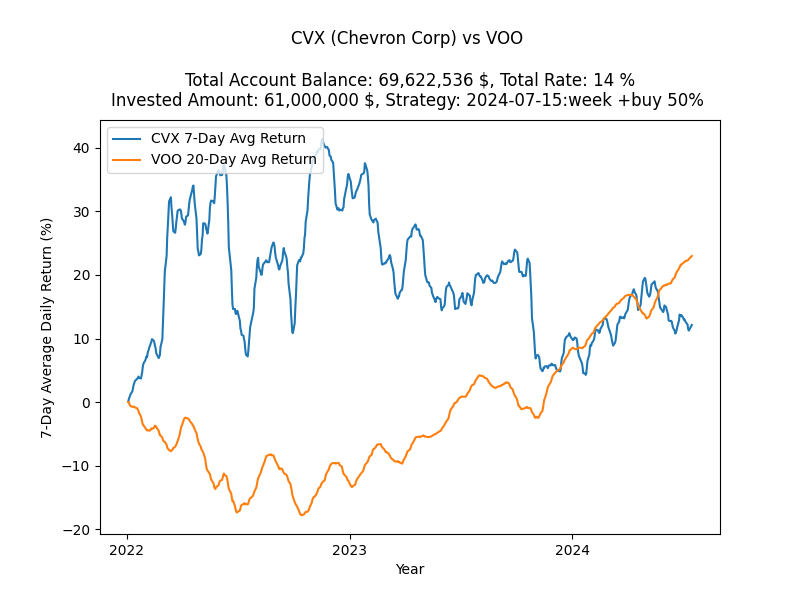 CVX (Chevron Corp) vs VOO
Total Account Balance: 69,622,536 $, Total Rate: 14 %
Invested Amount: 61,000,000 $, Strategy: 2024-07-15:week +buy 50%
CVX 7-Day Avg Return
VOO 20-Day Avg Return
40
30
20
10
0
−10
−20
7-Day Average Daily Return (%)
2022
2023
2024
Year